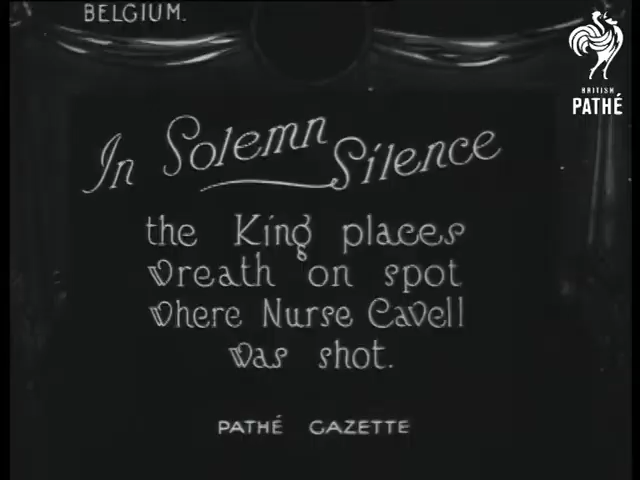 BELGIUM.
BRITISH
PATHÉ
In Solemn Silence
the King places
wreath on spot
where Nurse Cavell
was shot.
PATHÉ GAZETTE